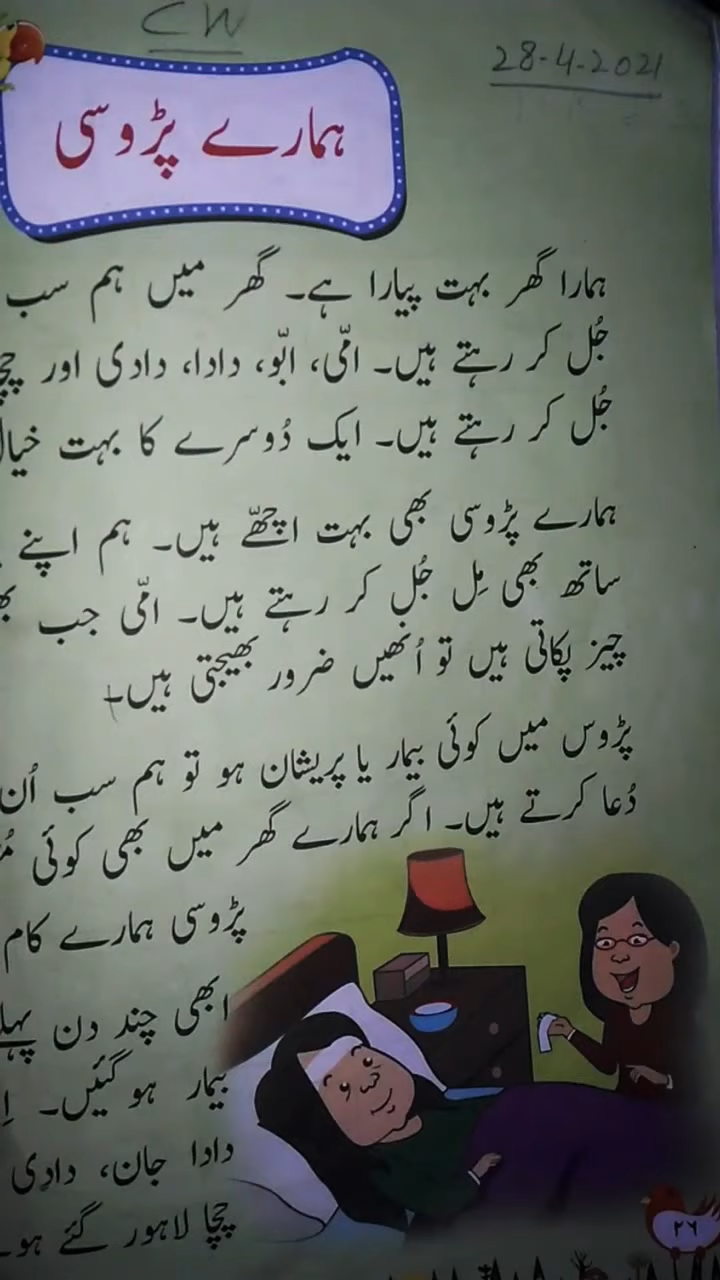 CW
28-4-2021
ہمارے پڑوسی
ہمارا گھر بہت پیارا ہے۔ گھر میں ہم سب
جُل کر رہتے ہیں۔ امّی، ابّو، دادا، دادی اور
جُل کر رہتے ہیں۔ ایک دُوسرے کا بہت خیال
ہمارے پڑوسی بھی بہت اچھّے ہیں۔ ہم اپنے
ساتھ بھی مِل جُل کر رہتے ہیں۔ امّی جب
چیز پکاتی ہیں تو اُنھیں ضرور بھیجتی ہیں۔
پڑوس میں کوئی بیمار یا پریشان ہو تو ہم سب اُن
دُعا کرتے ہیں۔ اگر ہمارے گھر میں بھی کوئی
پڑوسی ہمارے کام
ابھی چند دن پہلے
بیمار ہو گئیں۔
دادا جان، دادی
چچا لاہور گئے
۲۶